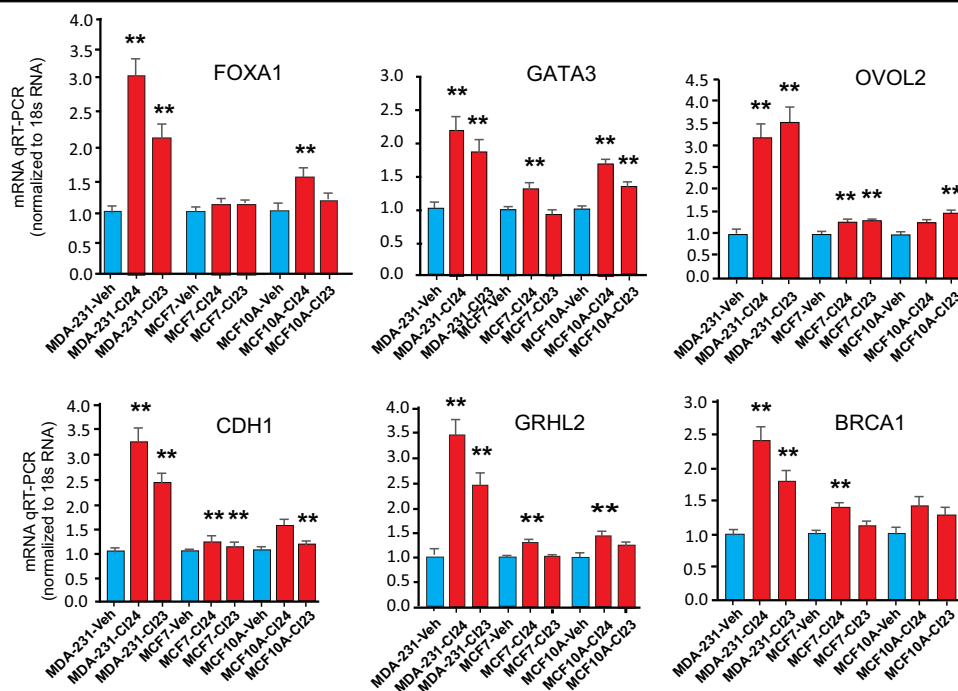 mRNA qRT-PCR
(normalized to 18s RNA)
FOXA1
4.0
3.5
3.0
2.5
2.0
1.5
1.0
0.5
0.0
**
**
**
MDA-231-Veh
MDA-231-CI24
MDA-231-CI23
MCF7-Veh
MCF7-CI24
MCF7-CI23
MCF10A-Veh
MCF10A-CI24
MCF10A-CI23
GATA3
3.0
2.5
2.0
1.5
1.0
0.5
0.0
**
**
**
**
**
MDA-231-Veh
MDA-231-CI24
MDA-231-CI23
MCF7-Veh
MCF7-CI24
MCF7-CI23
MCF10A-Veh
MCF10A-CI24
MCF10A-CI23
OVOL2
4.5
4.0
3.5
3.0
2.5
2.0
1.5
1.0
0.5
0.0
**
**
**
**
**
MDA-231-Veh
MDA-231-CI24
MDA-231-CI23
MCF7-Veh
MCF7-CI24
MCF7-CI23
MCF10A-Veh
MCF10A-CI24
MCF10A-CI23
mRNA qRT-PCR
(normalized to 18s RNA)
CDH1
4.0
3.5
3.0
2.5
2.0
1.5
1.0
0.5
0.0
**
**
**
**
**
MDA-231-Veh
MDA-231-CI24
MDA-231-CI23
MCF7-Veh
MCF7-CI24
MCF7-CI23
MCF10A-Veh
MCF10A-CI24
MCF10A-CI23
GRHL2
4.0
3.5
3.0
2.5
2.0
1.5
1.0
0.5
0.0
**
**
**
**
MDA-231-Veh
MDA-231-CI24
MDA-231-CI23
MCF7-Veh
MCF7-CI24
MCF7-CI23
MCF10A-Veh
MCF10A-CI24
MCF10A-CI23
BRCA1
3.0
2.5
2.0
1.5
1.0
0.5
0.0
**
**
**
MDA-231-Veh
MDA-231-CI24
MDA-231-CI23
MCF7-Veh
MCF7-CI24
MCF7-CI23
MCF10A-Veh
MCF10A-CI24
MCF10A-CI23